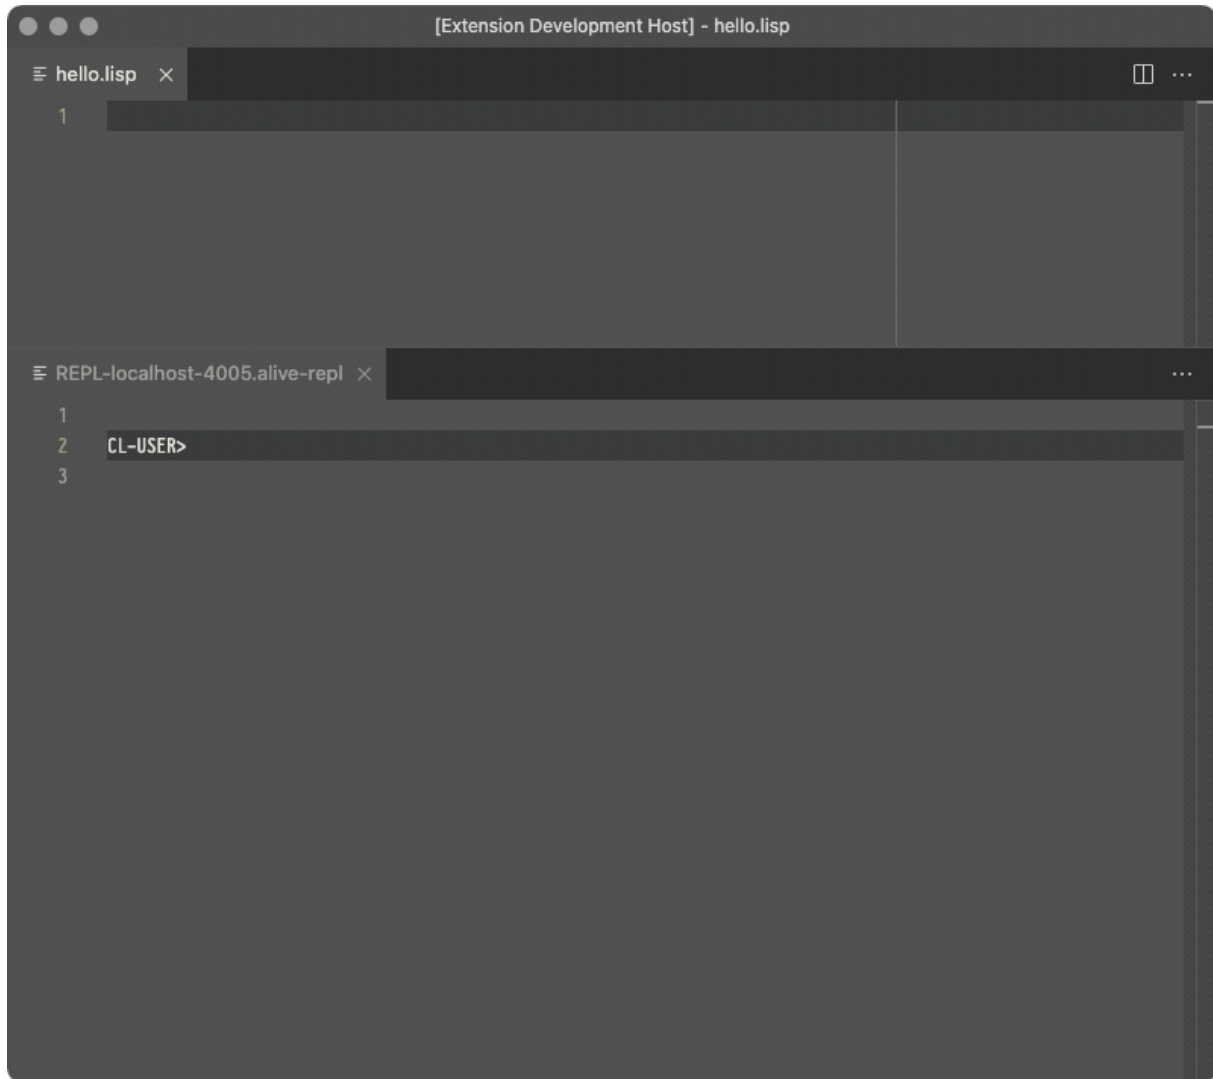 [Extension Development Host] - hello.lisp
hello.lisp
1
REPL-localhost-4005.alive-repl
1
2 CL-USER>
3